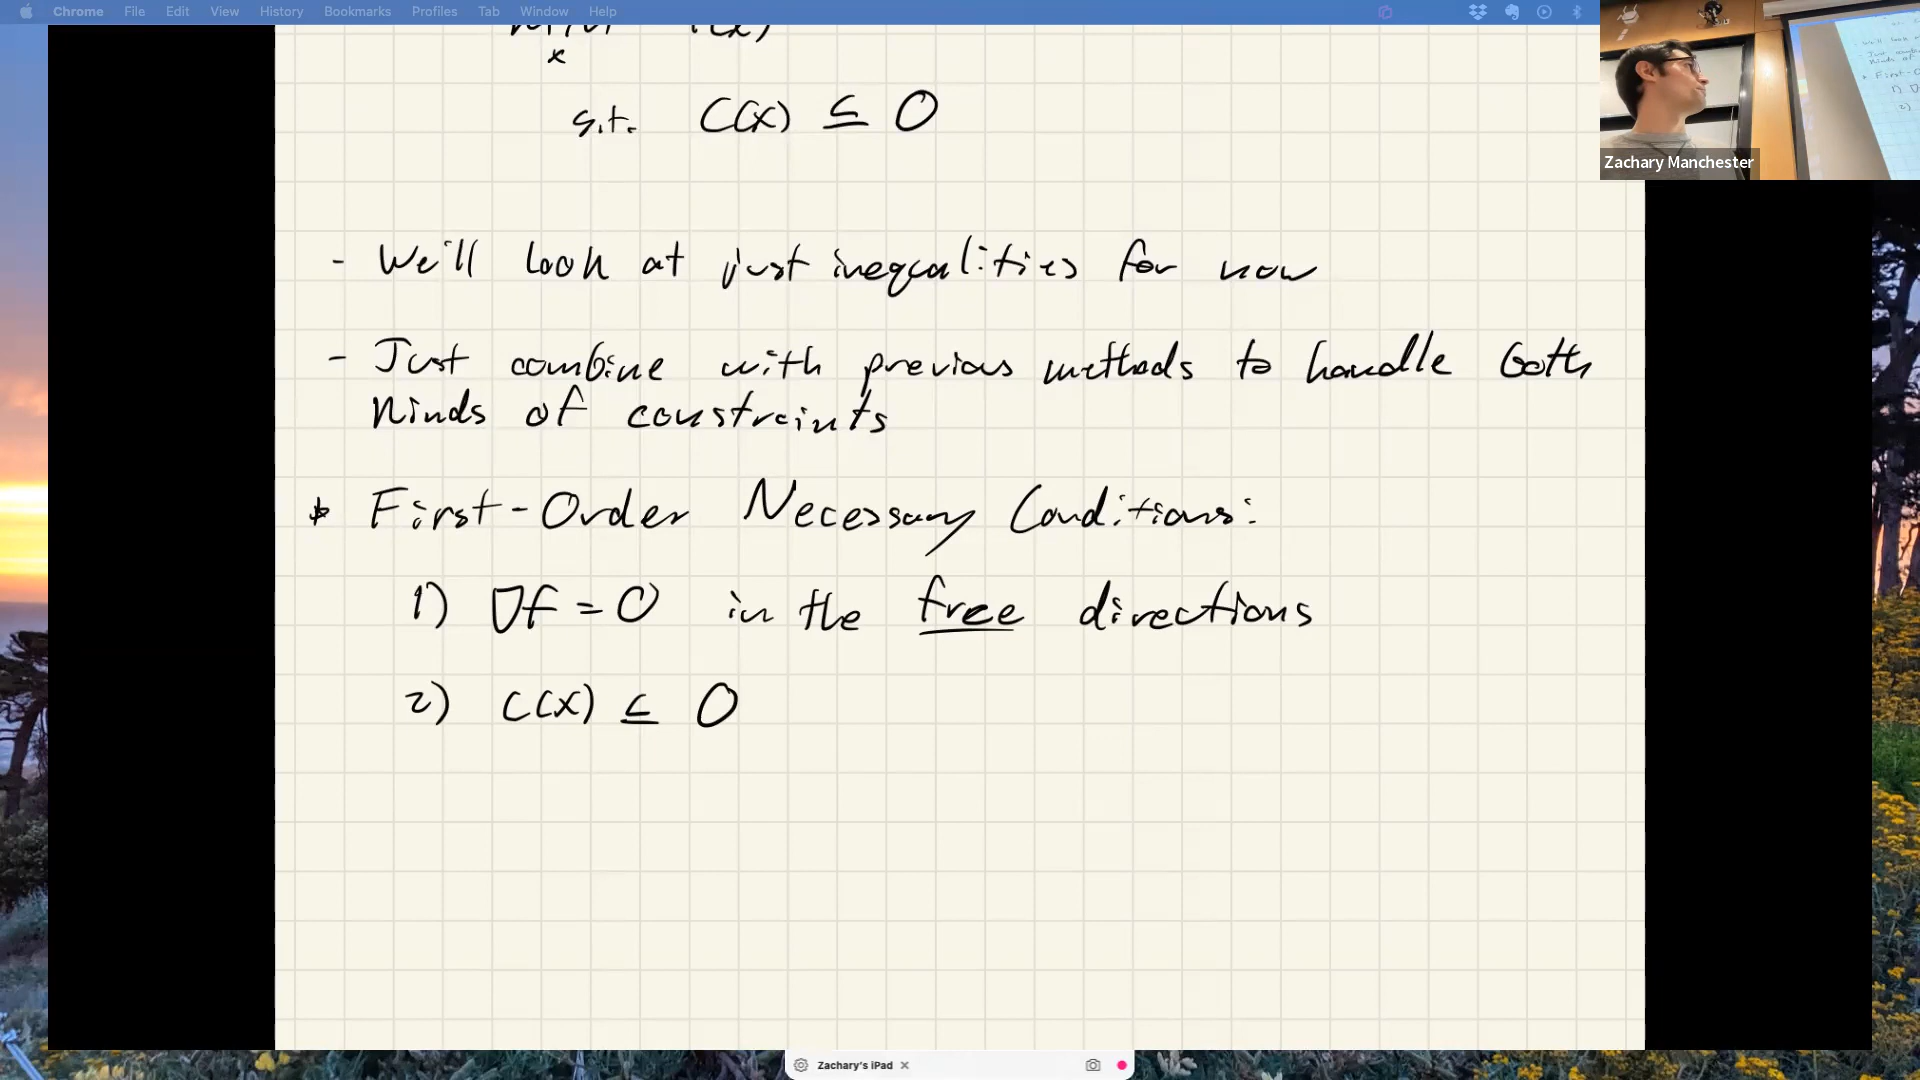 Chrome File Edit View History Bookmarks Profiles Tab Window Help
x
s.t. C(x) ≤ 0
Zachary Manchester
- We'll look at just inequalities for now
- Just combine with previous methods to handle both
kinds of constraints
* First-Order Necessary Conditions:
1) ∇f = 0 in the free directions
2) C(x) ≤ 0
Zachary's iPad